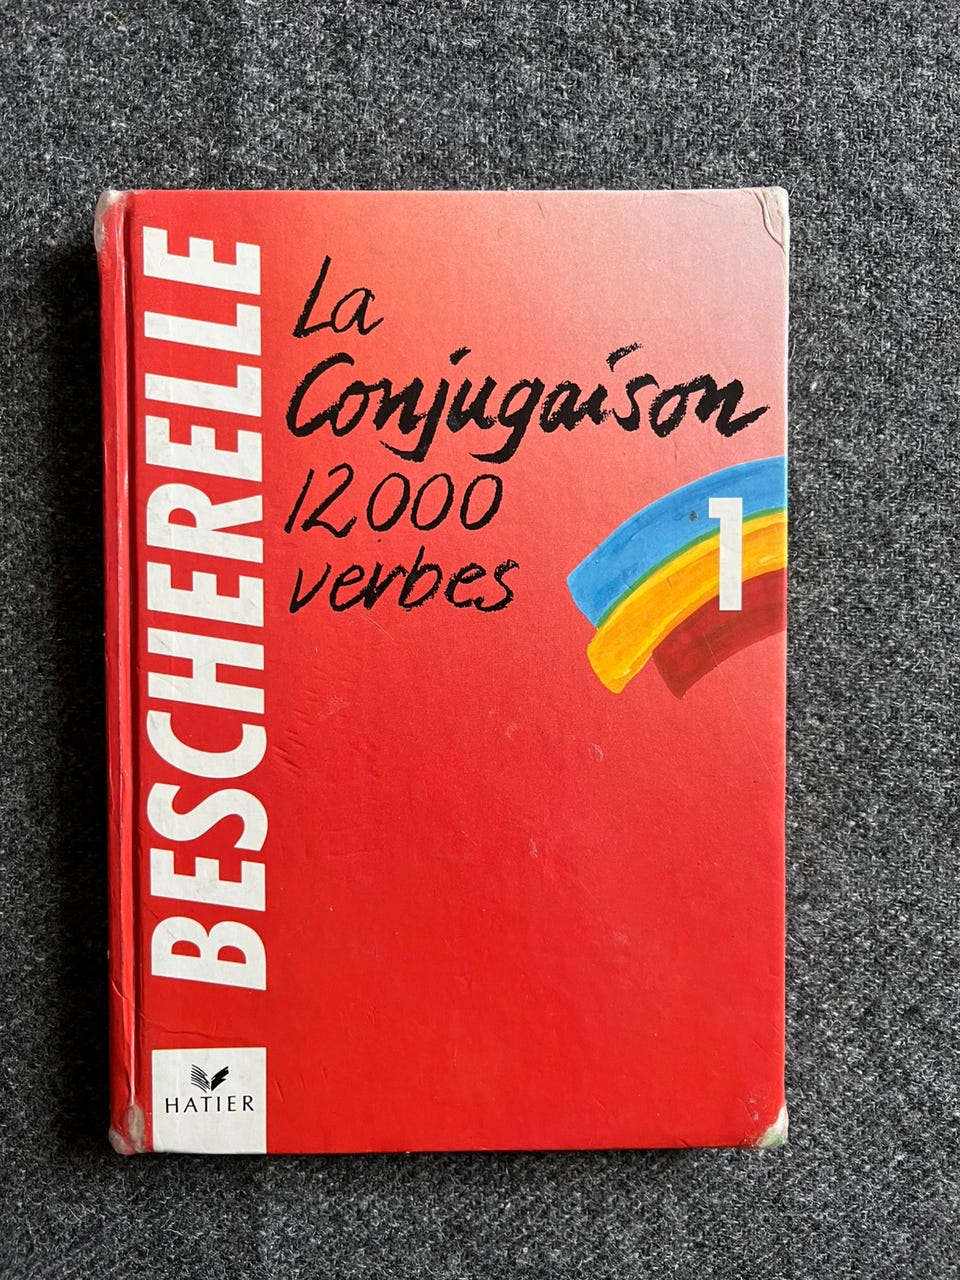 BESCHERELLE
La
Conjugaison
12000
verbes
1
HATIER